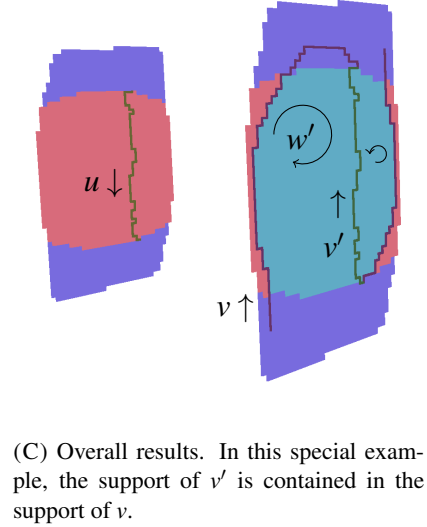 w′
u ↓
↑
v′
v ↑
(C) Overall results. In this special exam-
ple, the support of v′ is contained in the
support of v.